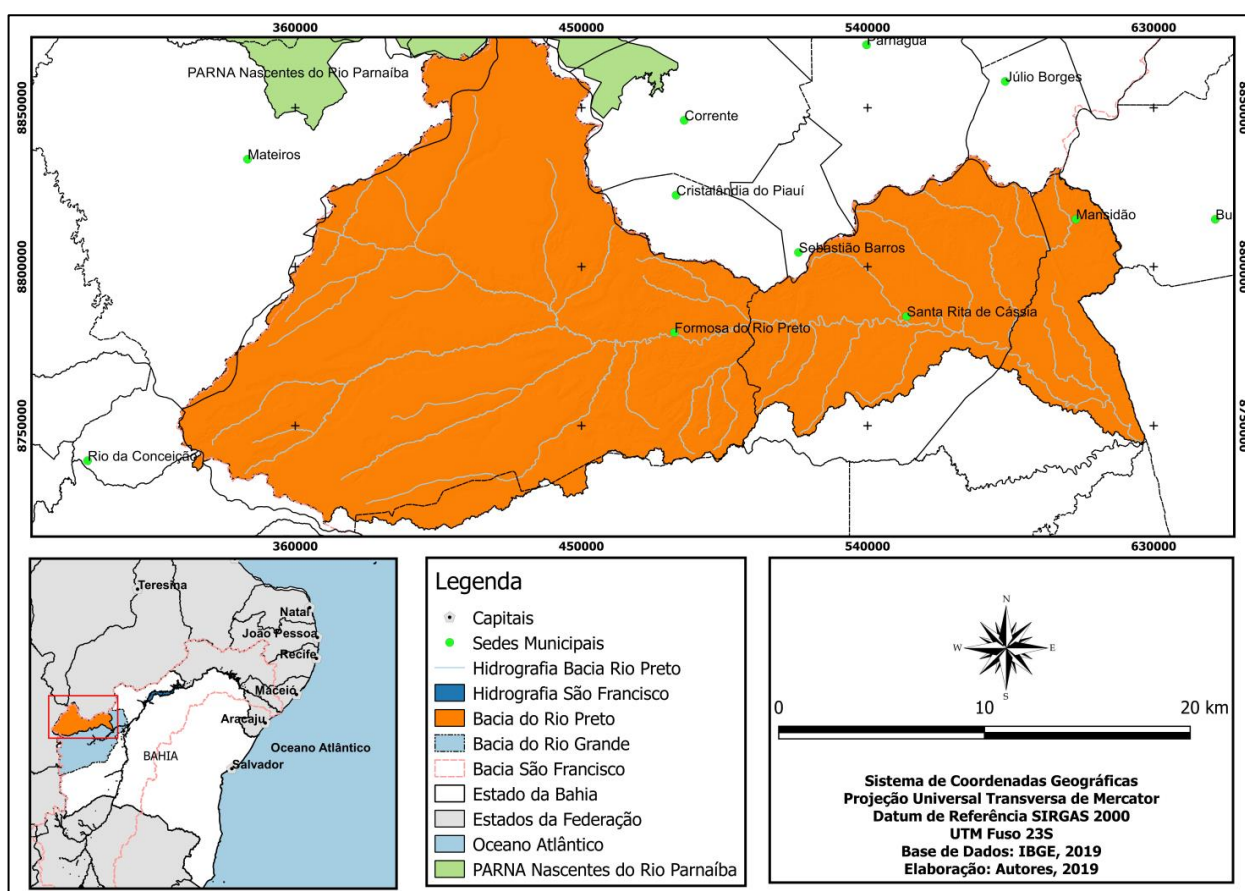 360000 450000 540000 630000
Parnaguá
PARNA Nascentes do Rio Parnaíba
Júlio Borges
8850000 8850000
Corrente
Mateiros
Cristalândia do Piauí
Mansidão
Bu
Sebastião Barros
8800000 8800000
Santa Rita de Cássia
Formosa do Rio Preto
8750000 8750000
Rio da Conceição
360000 450000 540000 630000
Teresina
Natal
João Pessoa
Recife
Maceió
Aracaju
Oceano Atlântico
BAHIA
Salvador
Legenda
Capitais
Sedes Municipais
Hidrografia Bacia Rio Preto
Hidrografia São Francisco
Bacia do Rio Preto
Bacia do Rio Grande
Bacia São Francisco
Estado da Bahia
Estados da Federação
Oceano Atlântico
PARNA Nascentes do Rio Parnaíba
N
W E
S
0 10 20 km
Sistema de Coordenadas Geográficas
Projeção Universal Transversa de Mercator
Datum de Referência SIRGAS 2000
UTM Fuso 23S
Base de Dados: IBGE, 2019
Elaboração: Autores, 2019